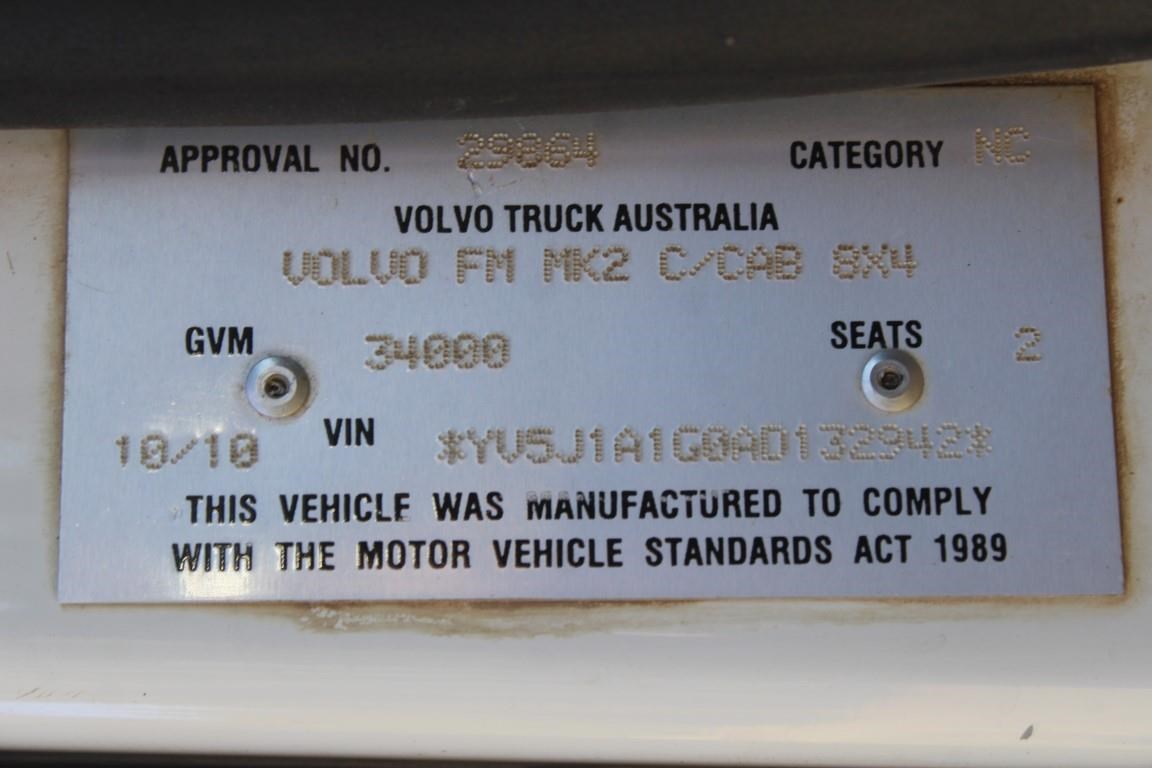 APPROVAL NO. 29864 CATEGORY NC
VOLVO TRUCK AUSTRALIA
VOLVO FM MK2 C/CAB 8X4
GVM 34000 SEATS 2
10/10 VIN *YV5J1A1G0AD132942*
THIS VEHICLE WAS MANUFACTURED TO COMPLY
WITH THE MOTOR VEHICLE STANDARDS ACT 1989